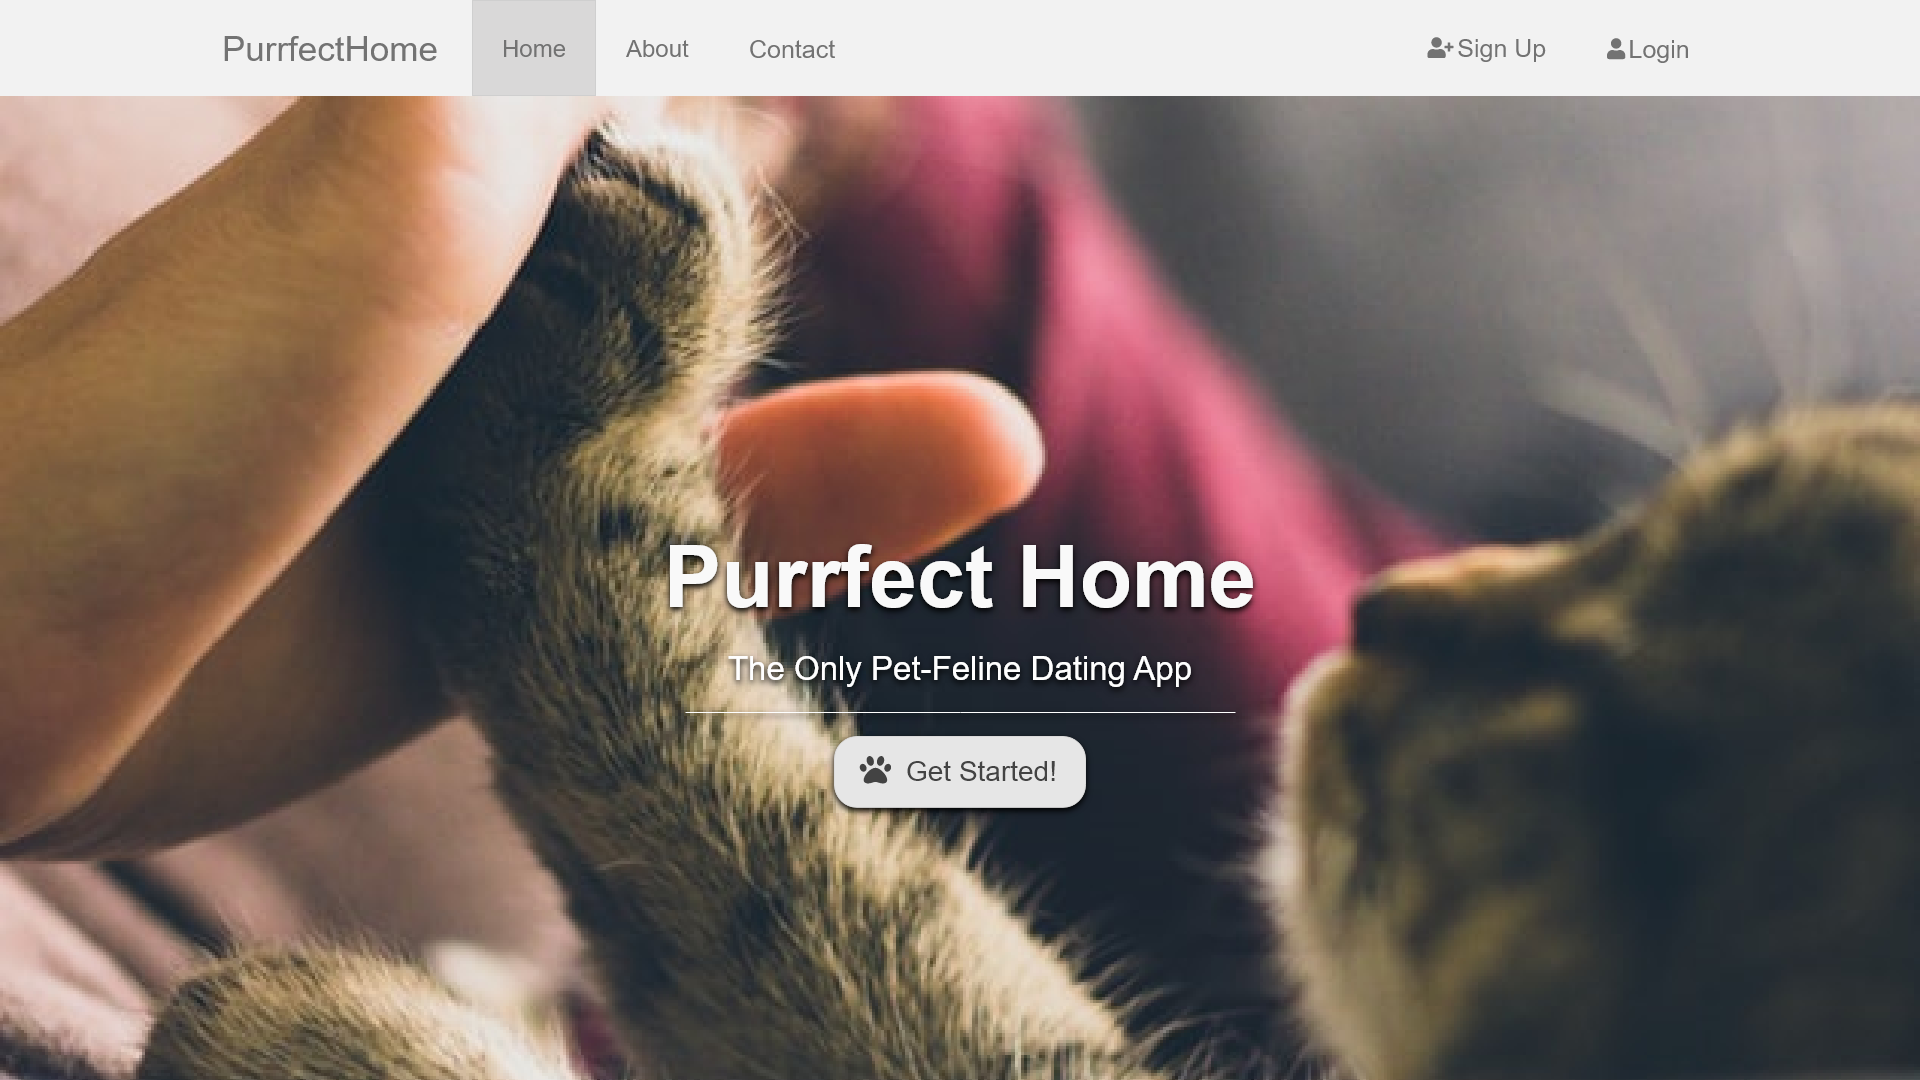 PurrfectHome
Home
About
Contact
Sign Up
Login
Purrfect Home
The Only Pet-Feline Dating App
Get Started!